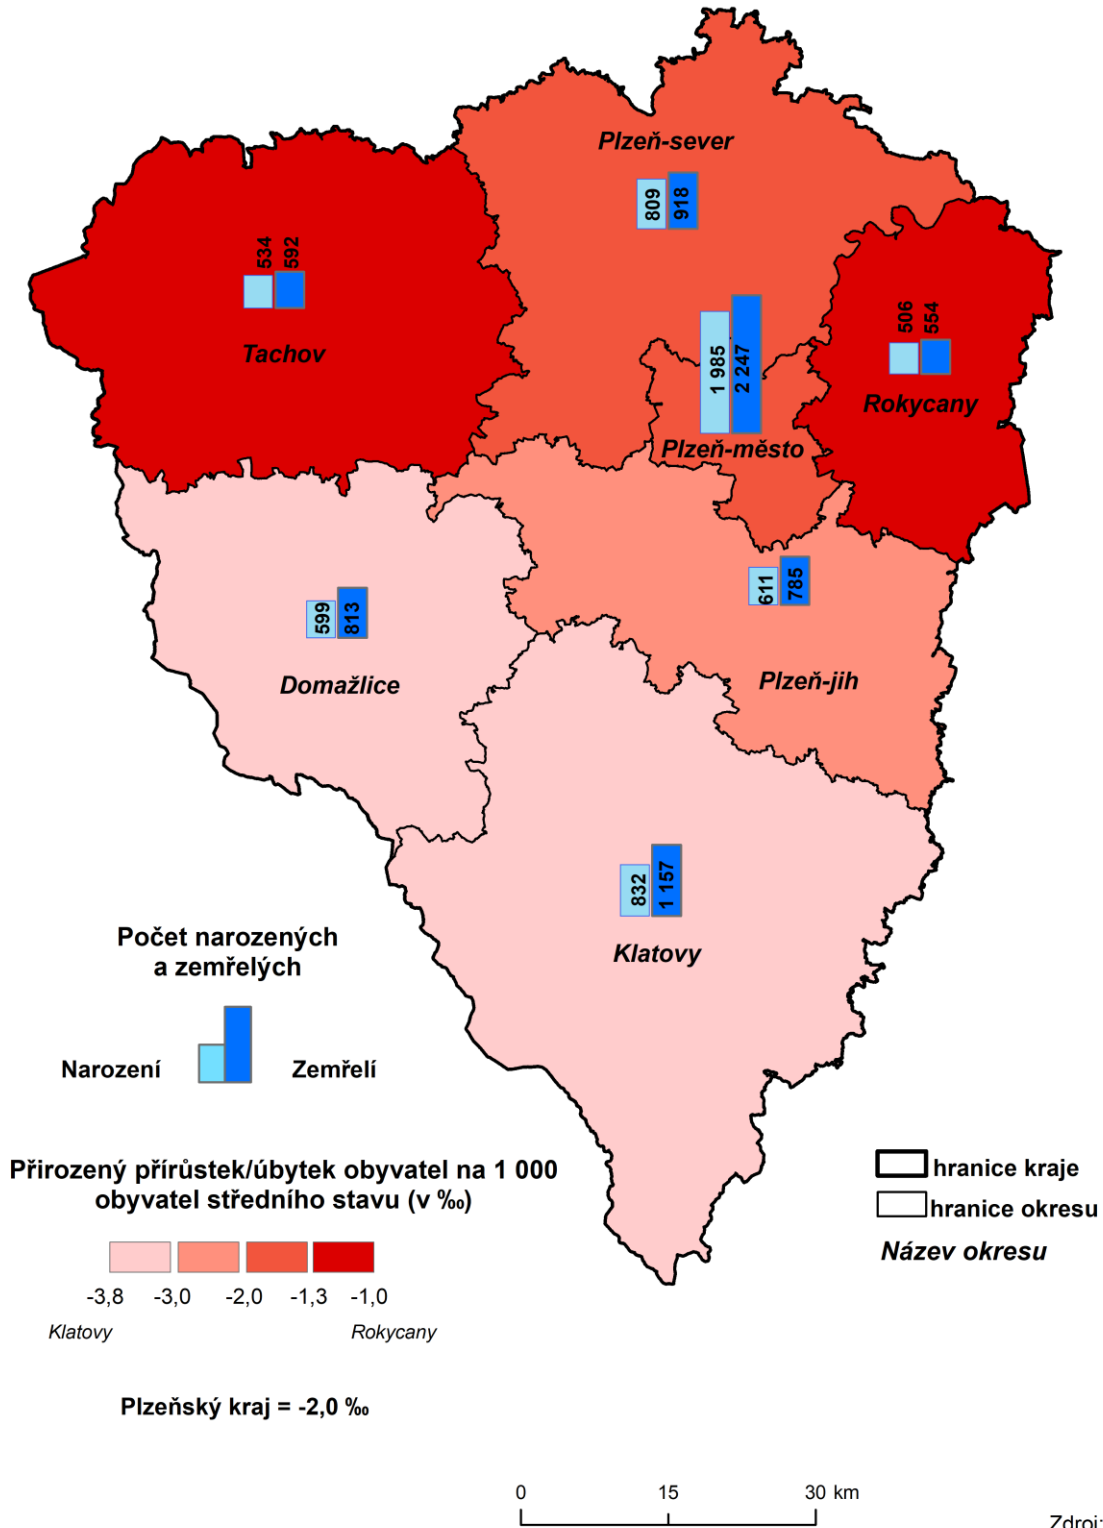 Plzeň-sever
809
918
534
592
Tachov
506
554
Rokycany
1 985
2 247
Plzeň-město
611
785
Plzeň-jih
599
813
Domažlice
832
1 157
Klatovy
Počet narozených
a zemřelých
Narození
Zemřelí
Přirozený přírůstek/úbytek obyvatel na 1 000
obyvatel středního stavu (v ‰)
-3,8 -3,0 -2,0 -1,3 -1,0
Klatovy Rokycany
Plzeňský kraj = -2,0 ‰
hranice kraje
hranice okresu
Název okresu
0 15 30 km
Zdroj: